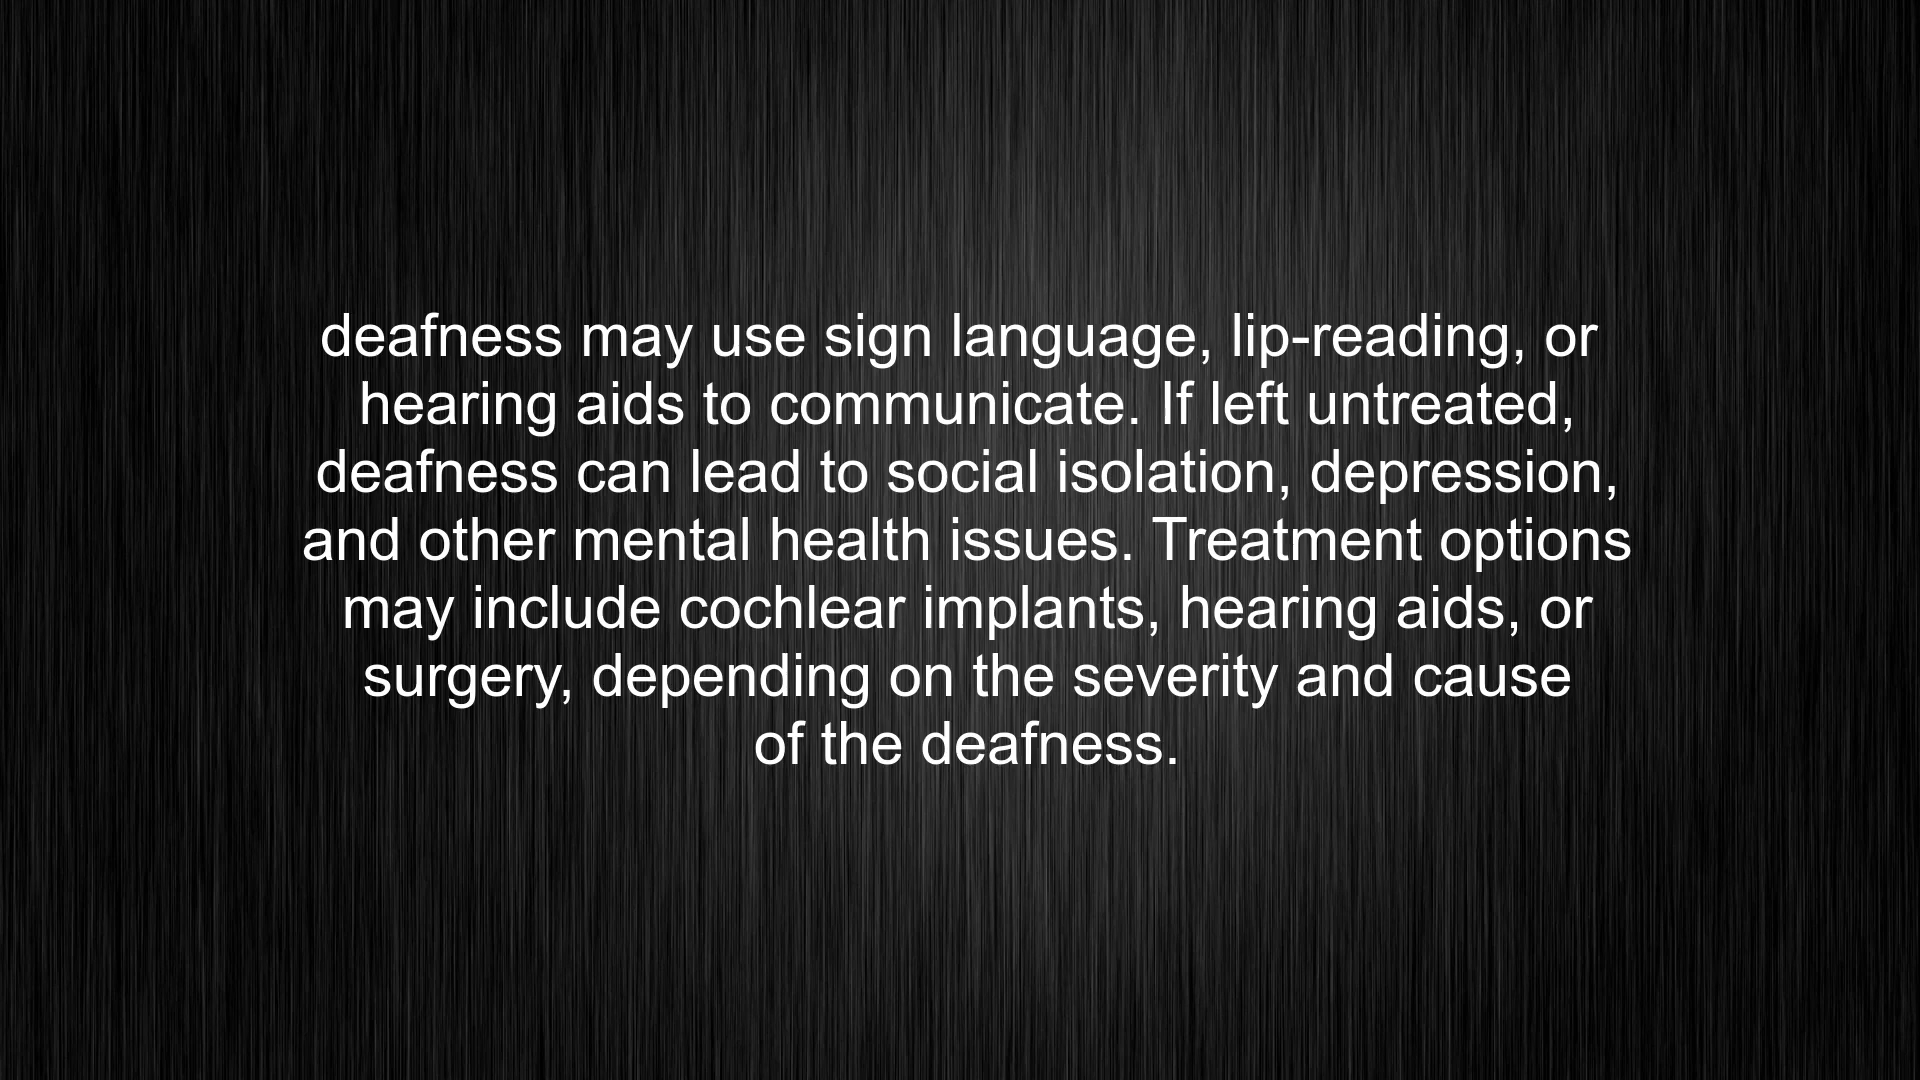 deafness may use sign language, lip-reading, or
hearing aids to communicate. If left untreated,
deafness can lead to social isolation, depression,
and other mental health issues. Treatment options
may include cochlear implants, hearing aids, or
surgery, depending on the severity and cause
of the deafness.